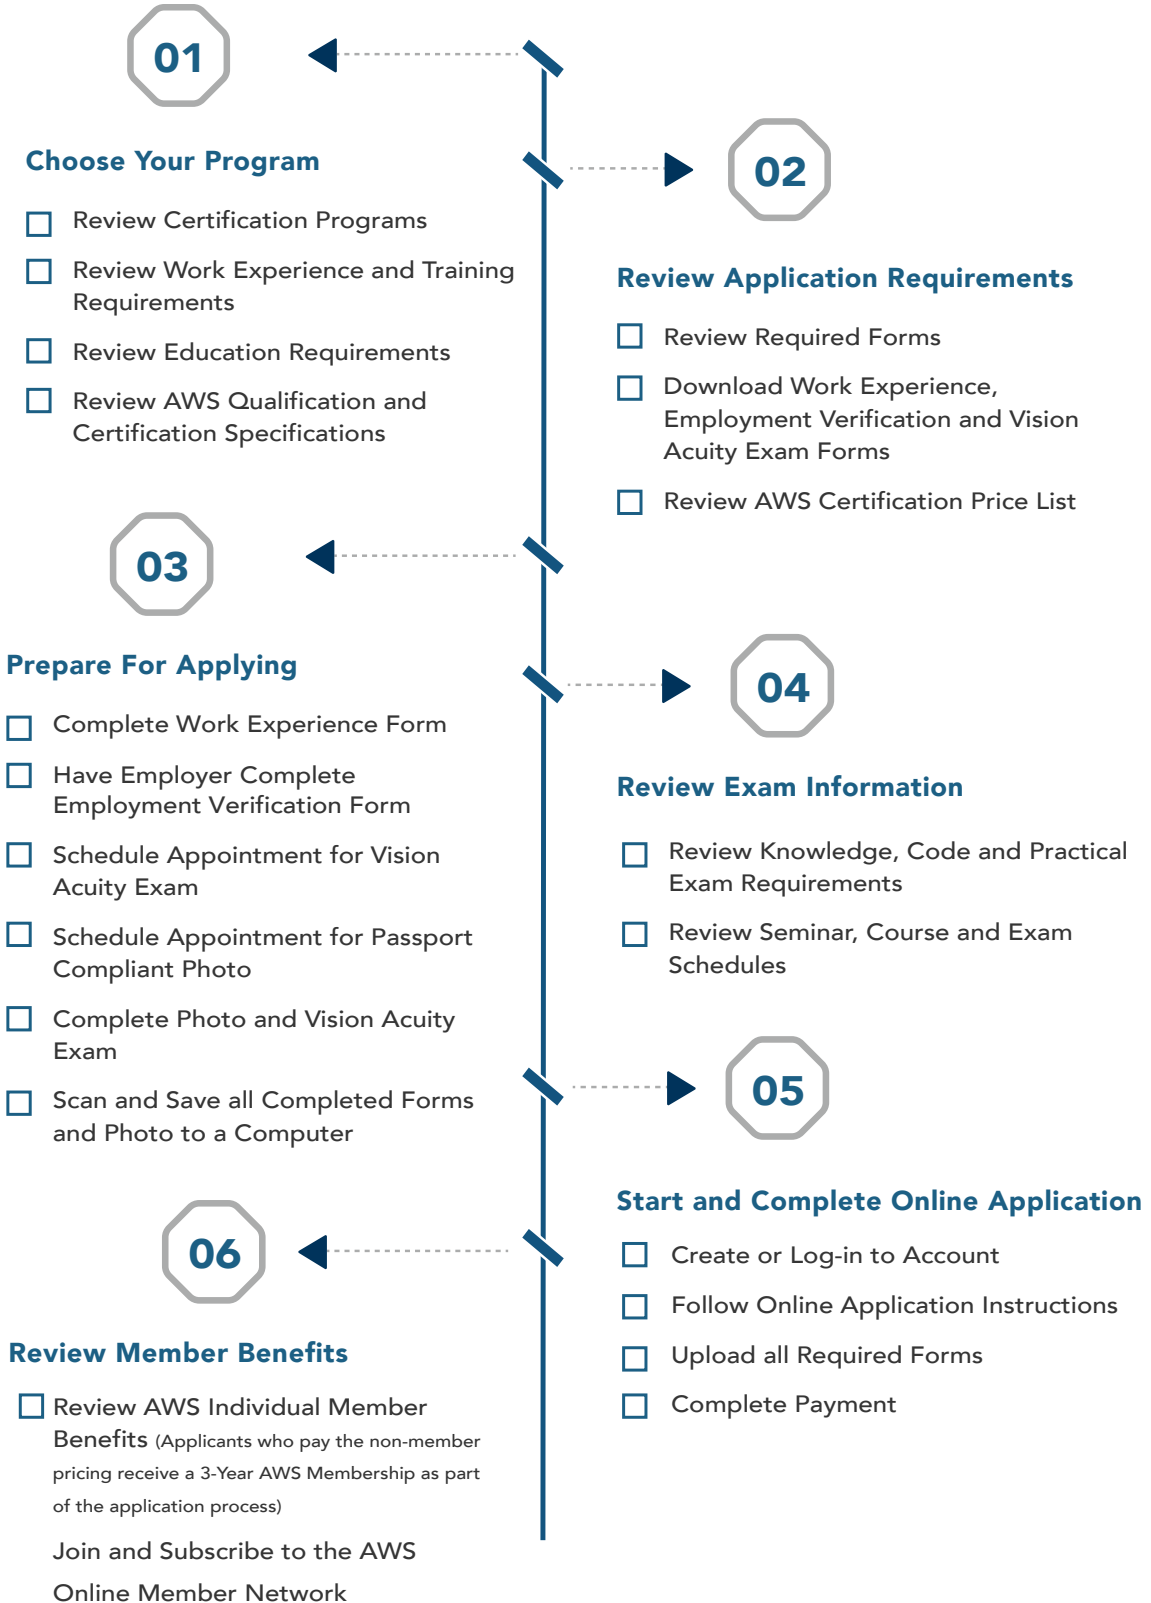 01
Choose Your Program
Review Certification Programs
Review Work Experience and Training
Requirements
Review Education Requirements
Review AWS Qualification and
Certification Specifications
02
Review Application Requirements
Review Required Forms
Download Work Experience,
Employment Verification and Vision
Acuity Exam Forms
Review AWS Certification Price List
03
Prepare For Applying
Complete Work Experience Form
Have Employer Complete
Employment Verification Form
Schedule Appointment for Vision
Acuity Exam
Schedule Appointment for Passport
Compliant Photo
Complete Photo and Vision Acuity
Exam
Scan and Save all Completed Forms
and Photo to a Computer
04
Review Exam Information
Review Knowledge, Code and Practical
Exam Requirements
Review Seminar, Course and Exam
Schedules
05
Start and Complete Online Application
Create or Log-in to Account
Follow Online Application Instructions
Upload all Required Forms
Complete Payment
06
Review Member Benefits
Review AWS Individual Member
Benefits (Applicants who pay the non-member
pricing receive a 3-Year AWS Membership as part
of the application process)
Join and Subscribe to the AWS
Online Member Network